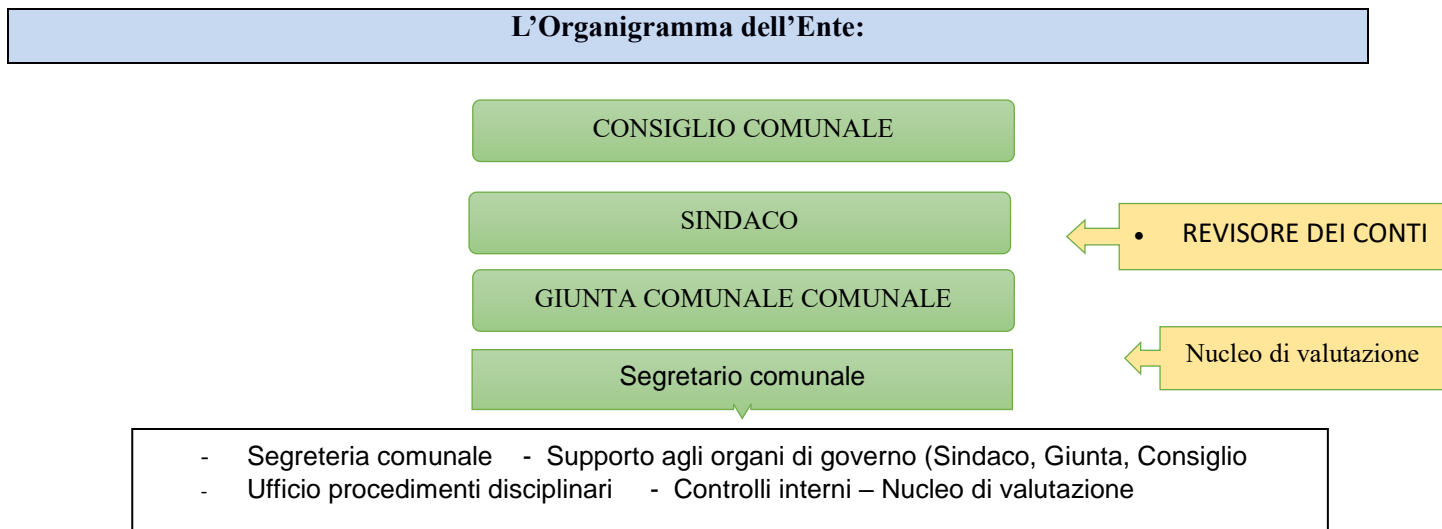 L’Organigramma dell’Ente:
CONSIGLIO COMUNALE
SINDACO
• REVISORE DEI CONTI
GIUNTA COMUNALE COMUNALE
Nucleo di valutazione
Segretario comunale
- Segreteria comunale - Supporto agli organi di governo (Sindaco, Giunta, Consiglio
- Ufficio procedimenti disciplinari - Controlli interni – Nucleo di valutazione